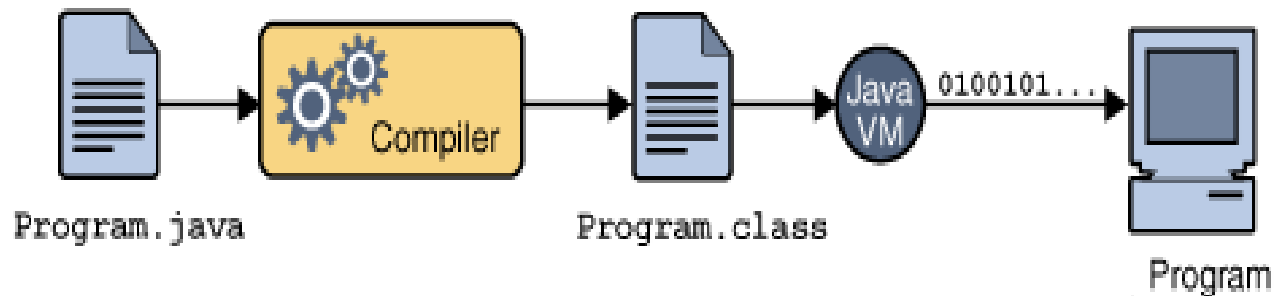 Program.java
Compiler
Program.class
Java
VM
0100101...
Program